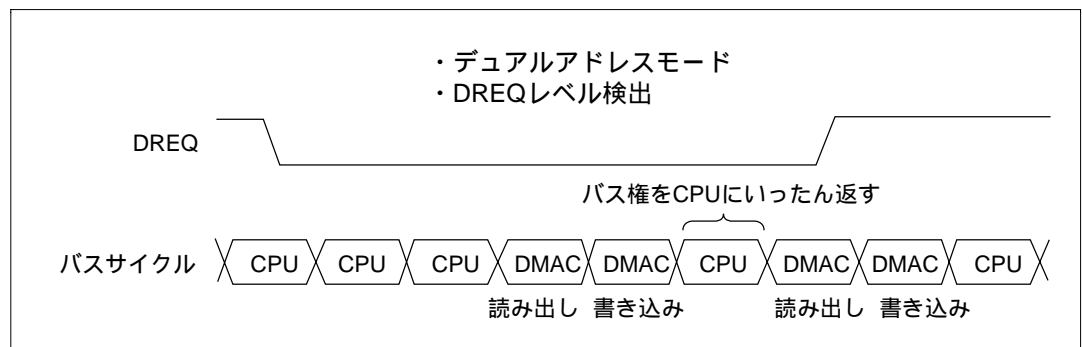 ・デュアルアドレスモード
・DREQレベル検出
DREQ
バス権をCPUにいったん返す
バスサイクル CPU CPU CPU DMAC DMAC CPU DMAC DMAC CPU
読み出し 書き込み 読み出し 書き込み